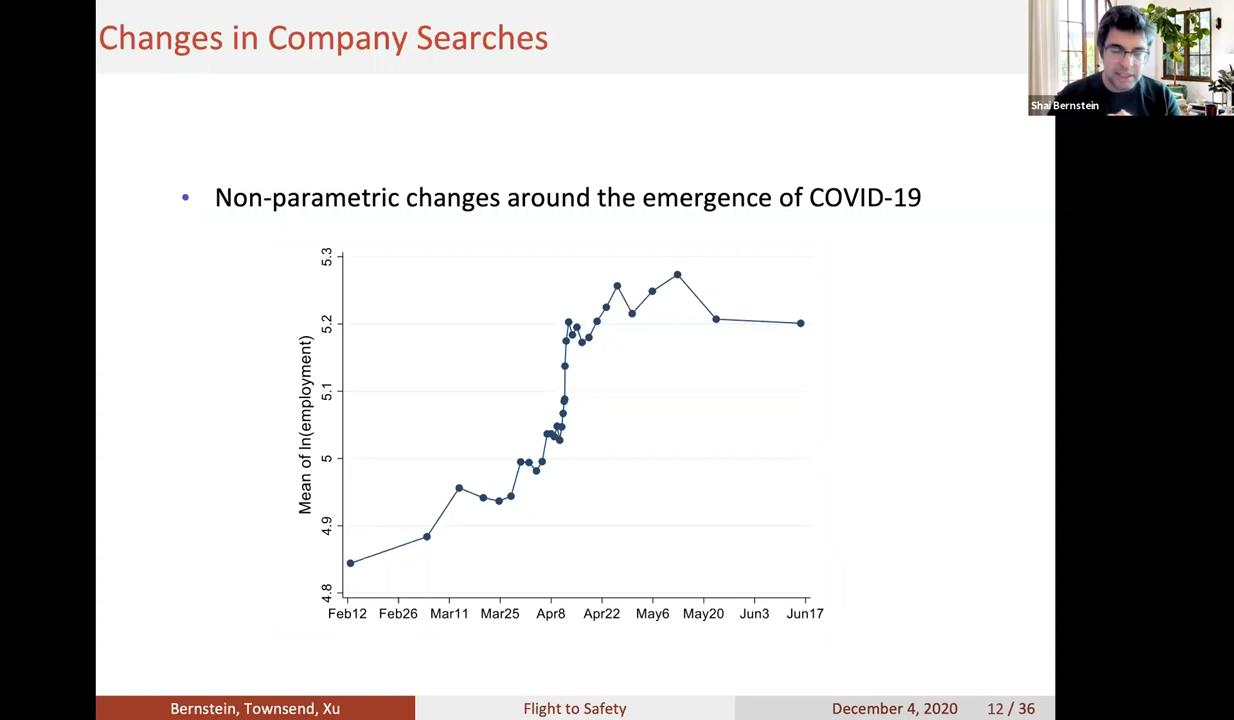 Changes in Company Searches
Shai Bernstein
• Non-parametric changes around the emergence of COVID-19
5.3
5.2
5.1
5
4.9
4.8
Mean of ln(employment)
Feb12 Feb26 Mar11 Mar25 Apr8 Apr22 May6 May20 Jun3 Jun17
Bernstein, Townsend, Xu Flight to Safety December 4, 2020 12 / 36